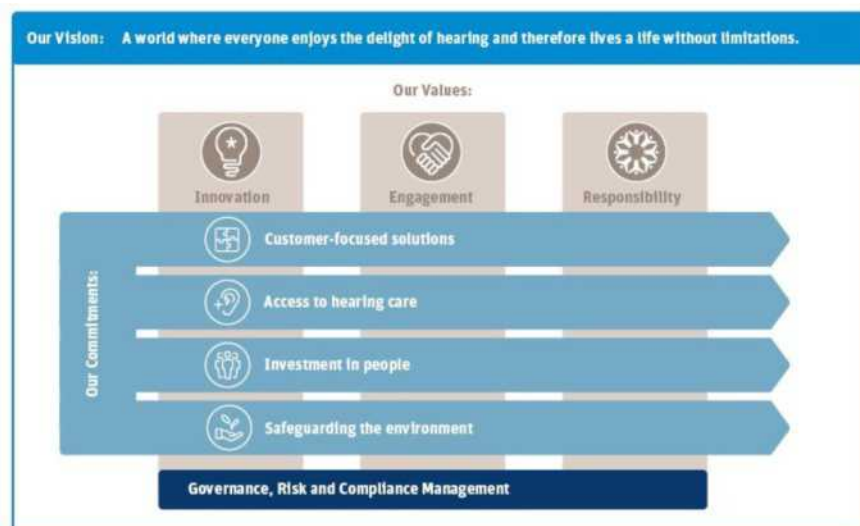 Our Vision: A world where everyone enjoys the delight of hearing and therefore lives a life without limitations.
Our Values:
Innovation Engagement Responsibility
Our Commitments:
Customer-focused solutions
Access to hearing care
Investment in people
Safeguarding the environment
Governance, Risk and Compliance Management